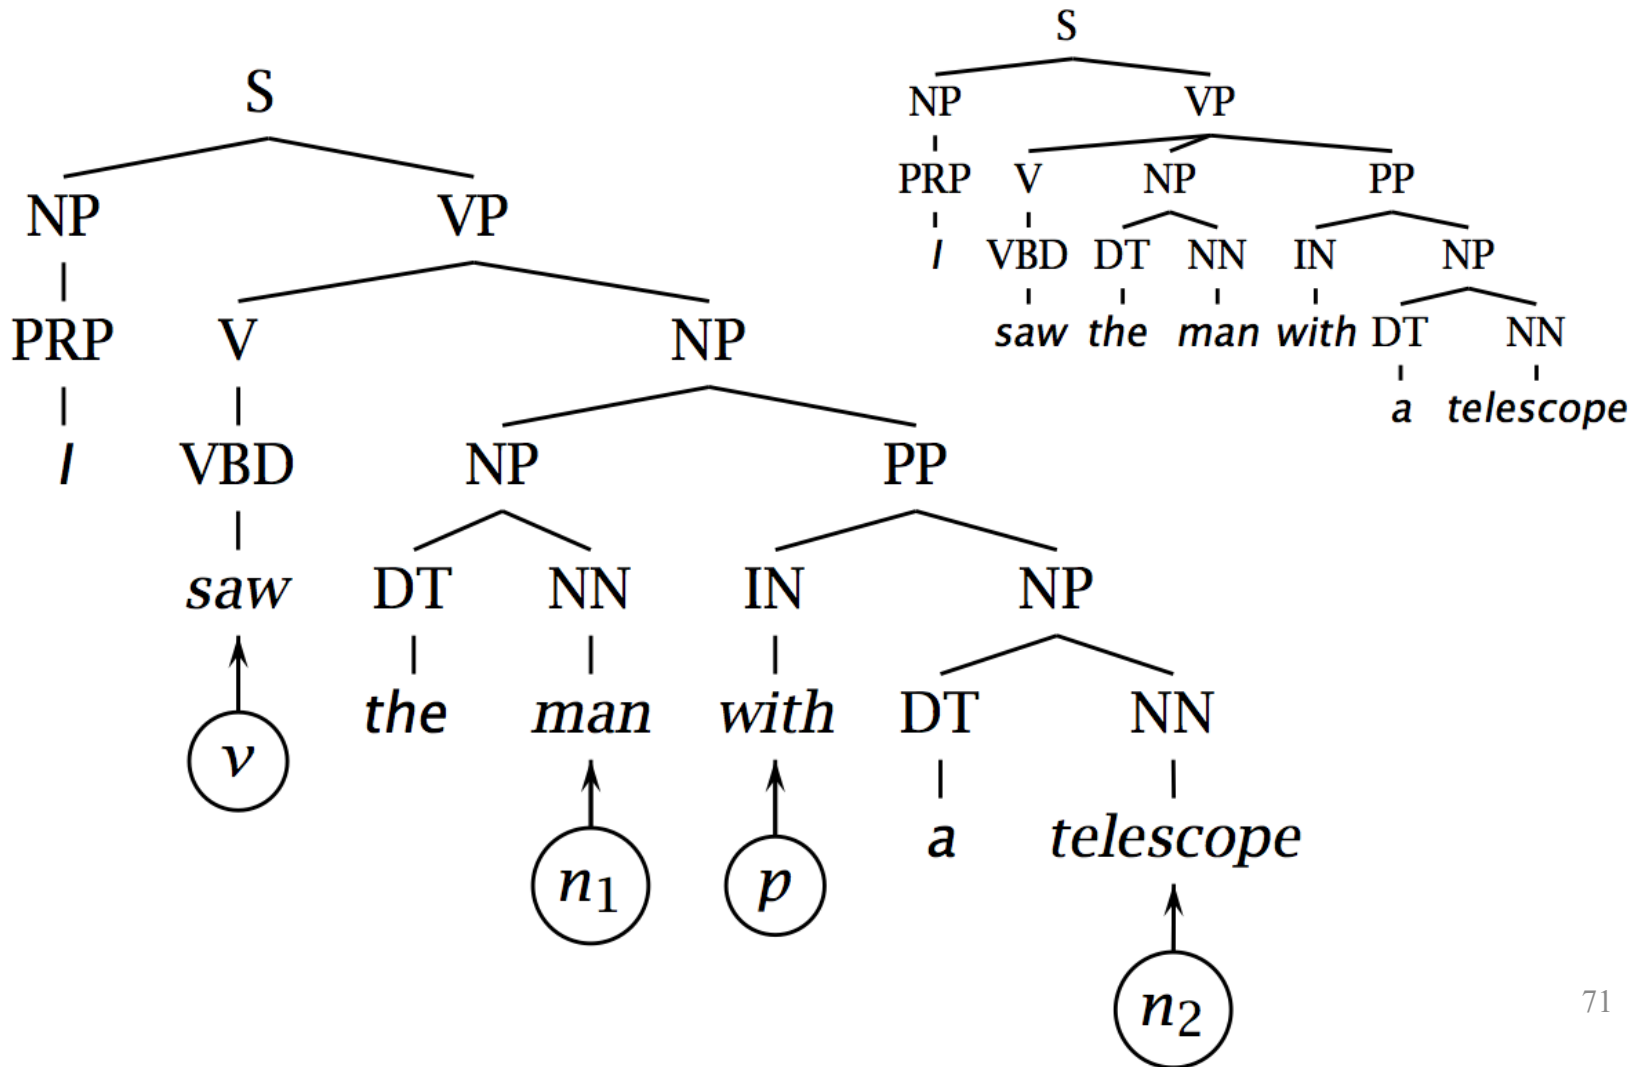 S
NP VP
PRP V NP
I VBD NP PP
saw DT NN IN NP
the man with DT NN
v
a telescope
n1 p
n2
S
NP VP
PRP V NP PP
I VBD DT NN IN NP
saw the man with DT NN
a telescope
71